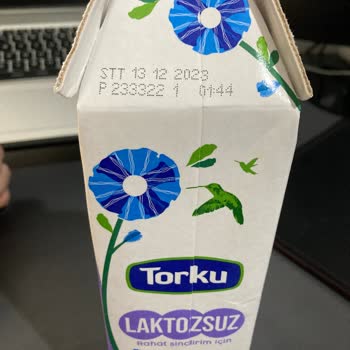 STT 13 12 2023
P 233322 1 01:44
Torku
LAKTOZSUZ
Rahat sindirim için